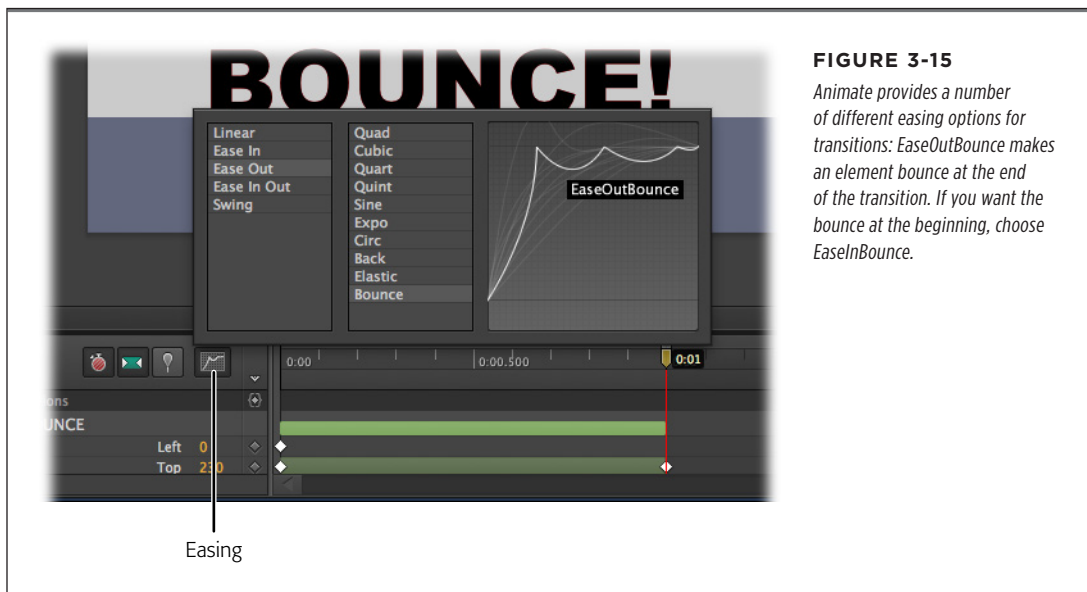 BOUNCE!
Linear
Ease In
Ease Out
Ease In Out
Swing
Quad
Cubic
Quart
Quint
Sine
Expo
Circ
Back
Elastic
Bounce
EaseOutBounce
0:00
0:00.500
0:01
ons
UNCE
Left 0
Top 230
Easing
FIGURE 3-15
Animate provides a number
of different easing options for
transitions: EaseOutBounce makes
an element bounce at the end
of the transition. If you want the
bounce at the beginning, choose
EaseInBounce.